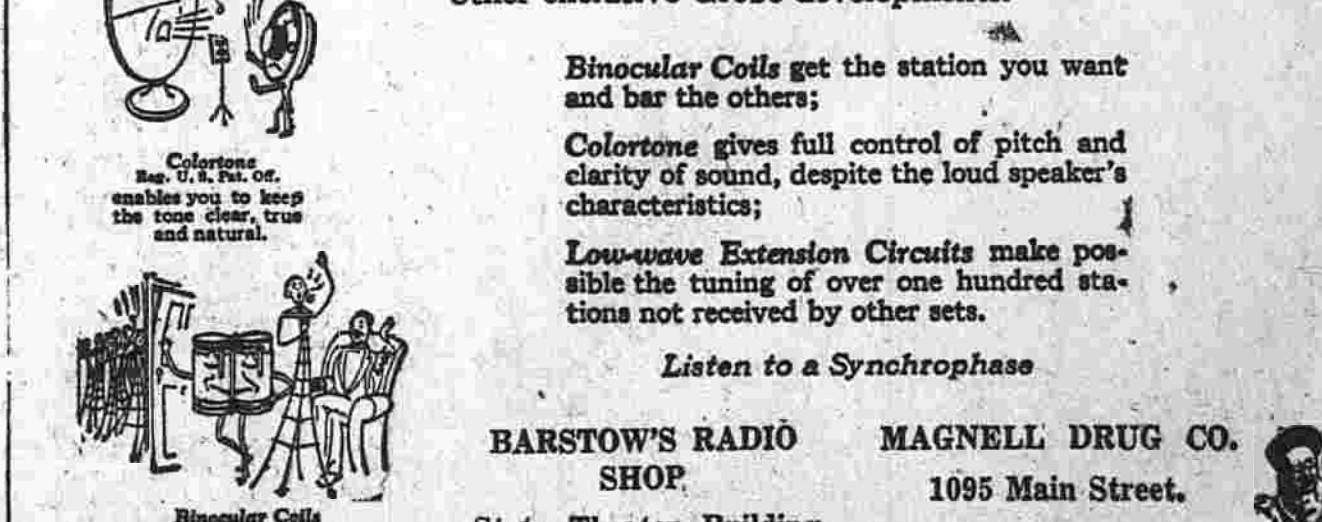 Colortone
Reg. U. S. Pat. Off.
enables you to keep
the tone clear, true
and natural.
Binocular Coils
Binocular Coils get the station you want
and bar the others;
Colortone gives full control of pitch and
clarity of sound, despite the loud speaker's
characteristics;
Low-wave Extension Circuits make pos-
sible the tuning of over one hundred sta-
tions not received by other sets.
Listen to a Synchrophase
BARSTOW'S RADIO
SHOP
State Theater Building
MAGNELL DRUG CO.
1095 Main Street.